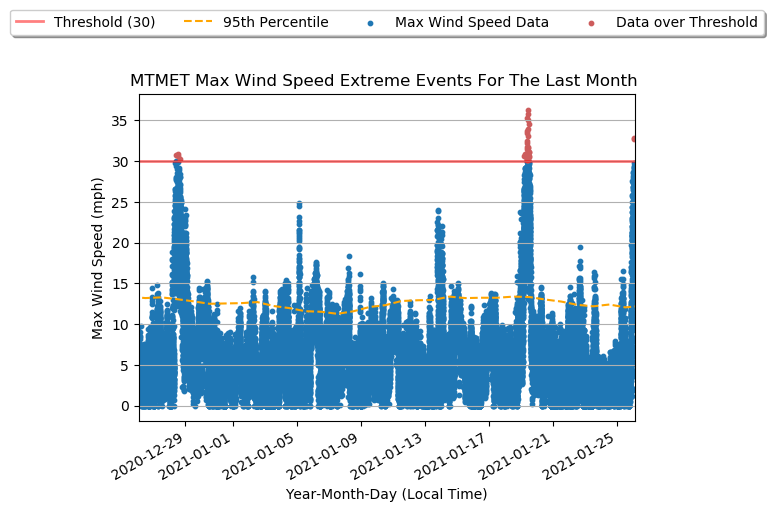 Threshold (30) 95th Percentile Max Wind Speed Data Data over Threshold
MTMET Max Wind Speed Extreme Events For The Last Month
35
30
25
20
15
10
5
0
Max Wind Speed (mph)
2020-12-29 2021-01-01 2021-01-05 2021-01-09 2021-01-13 2021-01-17 2021-01-21 2021-01-25
Year-Month-Day (Local Time)